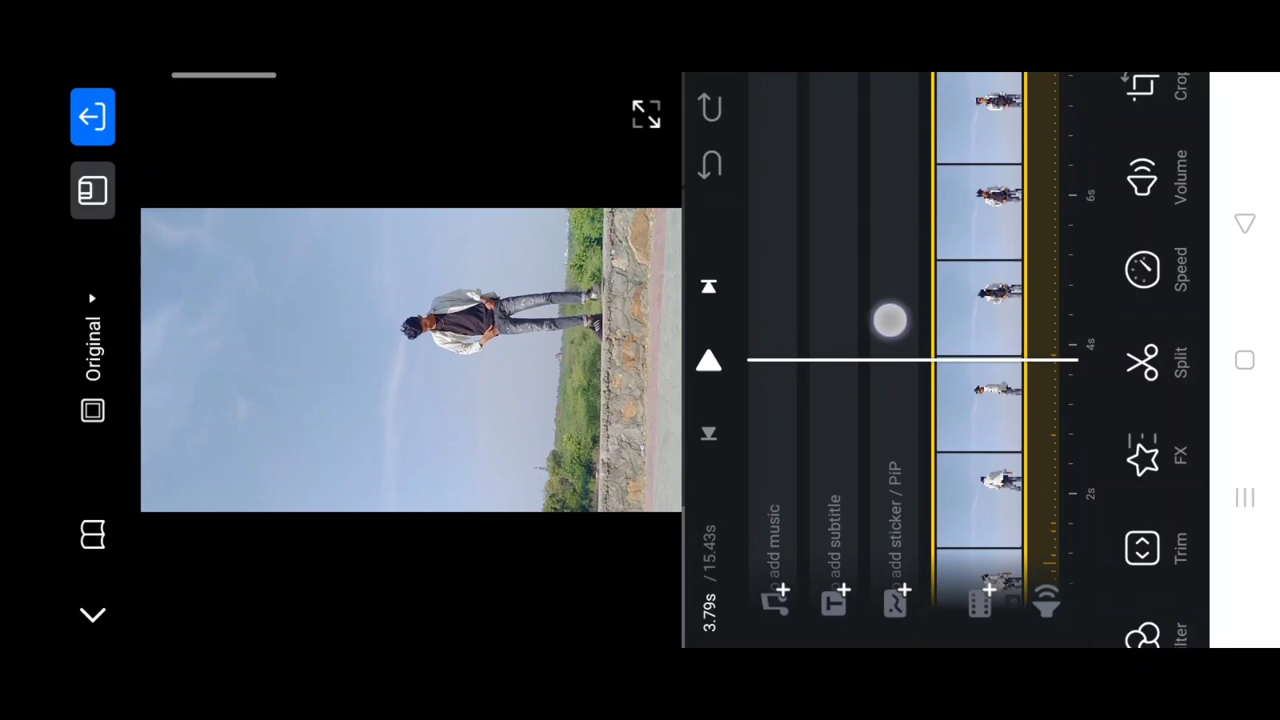 Original
3.79s / 15.43s
add music
add subtitle
add sticker / PiP
2s
4s
6s
Trim
FX
Split
Speed
Volume